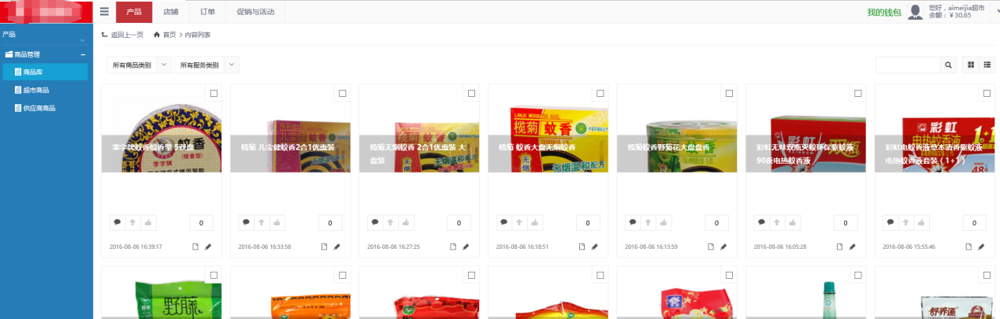 产品
店铺
订单
促销与活动
我的钱包
您好，aimeijia超市
余额：￥30.65
产品
商品管理
商品库
超市商品
供应商商品
返回上一页
首页 > 内容列表
所有商品类别
所有服务类别
李字牌蚊香檀香型 5双盘
榄菊 儿宝健蚊香2合1优惠装
榄菊无烟蚊香 2合1优惠装 大
盘装
榄菊 蚊香大盘无烟蚊香
榄菊蚊香野菊花大盘盘香
彩虹无味双瓶灭蚊环保驱蚊液
90夜电热蚊香液
彩虹电蚊香液草本清香驱蚊液
电热蚊香液套装（1+1）
0
0
0
0
0
0
0
2016-08-06 16:39:17
2016-08-06 16:33:58
2016-08-06 16:27:25
2016-08-06 16:18:51
2016-08-06 16:13:59
2016-08-06 16:05:28
2016-08-06 15:55:46
野藤
舒养道